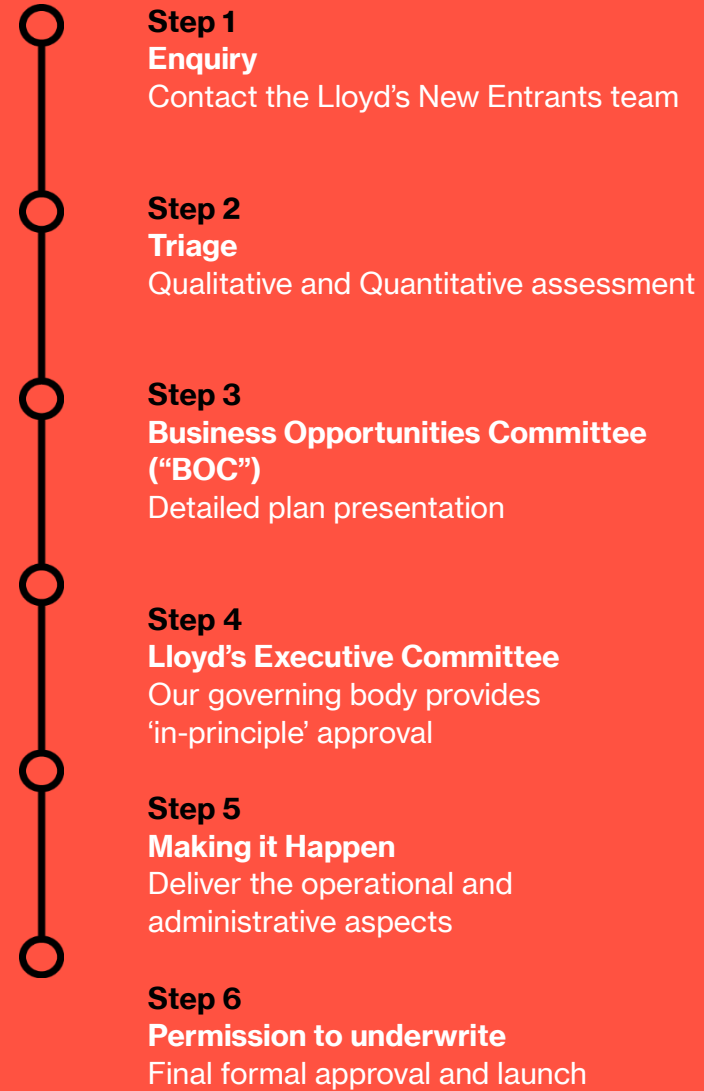 Step 1
Enquiry
Contact the Lloyd’s New Entrants team
Step 2
Triage
Qualitative and Quantitative assessment
Step 3
Business Opportunities Committee
(“BOC”)
Detailed plan presentation
Step 4
Lloyd’s Executive Committee
Our governing body provides
‘in-principle’ approval
Step 5
Making it Happen
Deliver the operational and
administrative aspects
Step 6
Permission to underwrite
Final formal approval and launch